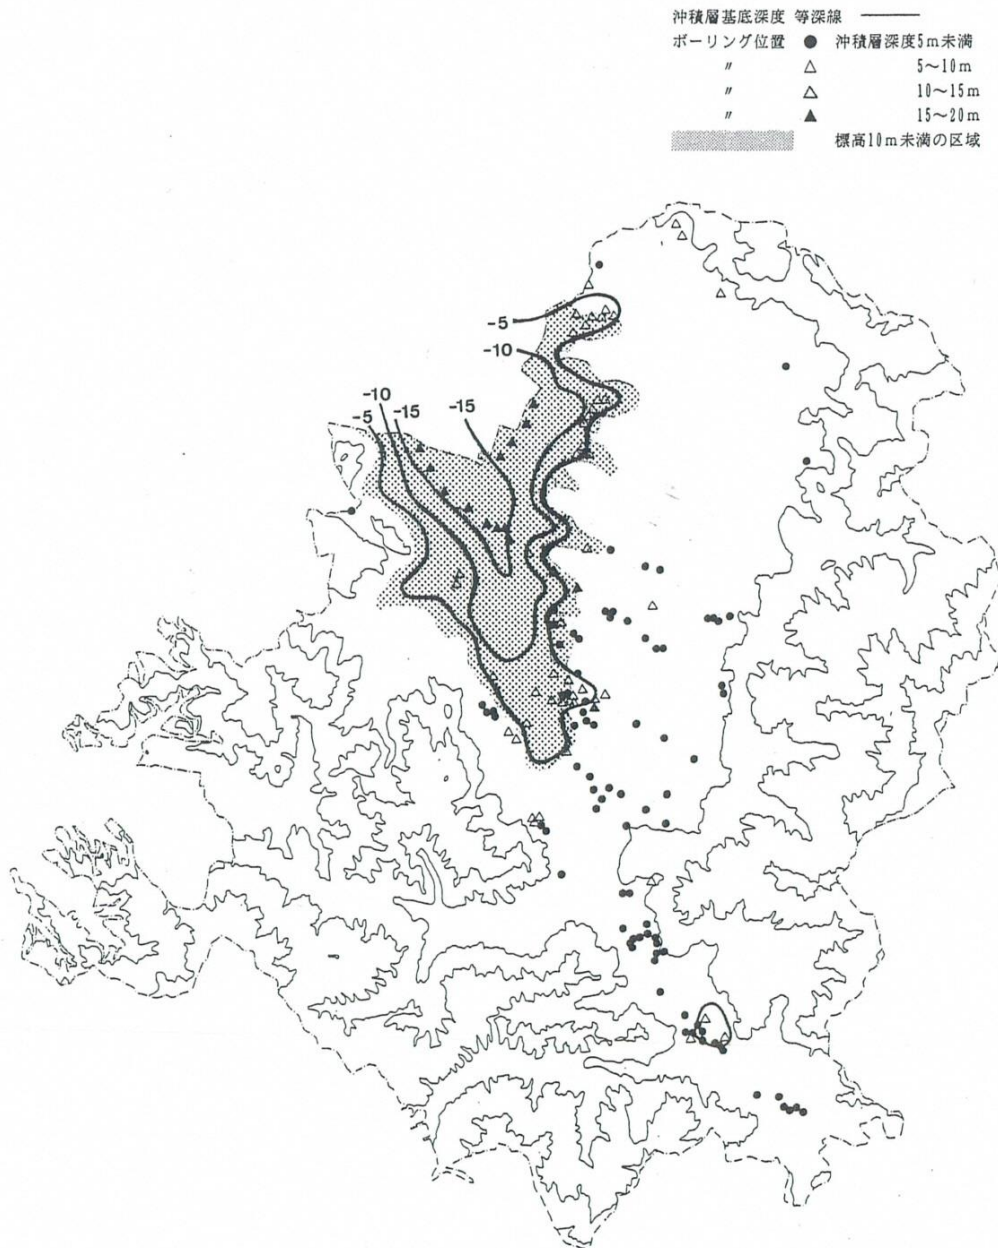 沖積層基底深度 等深線
ボーリング位置 ● 沖積層深度5m未満
〃 △ 5〜10m
〃 △ 10〜15m
〃 ▲ 15〜20m
標高10m未満の区域
-5
-10
-10
-5
-15
-15